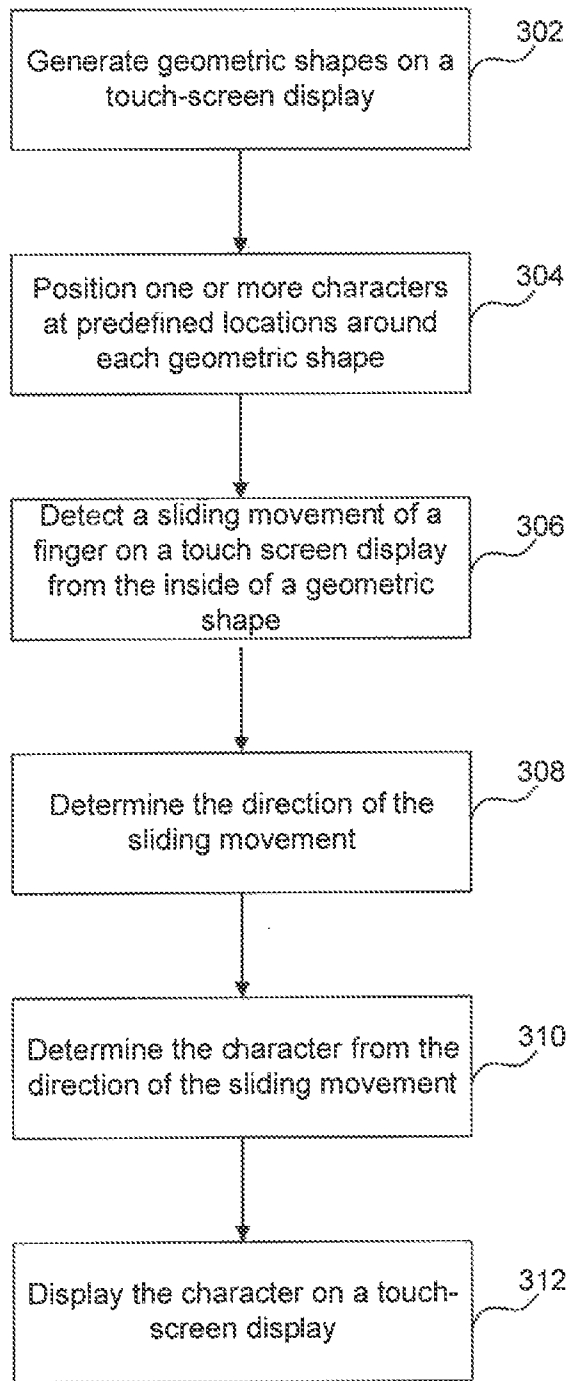 302
Generate geometric shapes on a
touch-screen display
304
Position one or more characters
at predefined locations around
each geometric shape
306
Detect a sliding movement of a
finger on a touch screen display
from the inside of a geometric
shape
308
Determine the direction of the
sliding movement
310
Determine the character from the
direction of the sliding movement
312
Display the character on a touch-
screen display